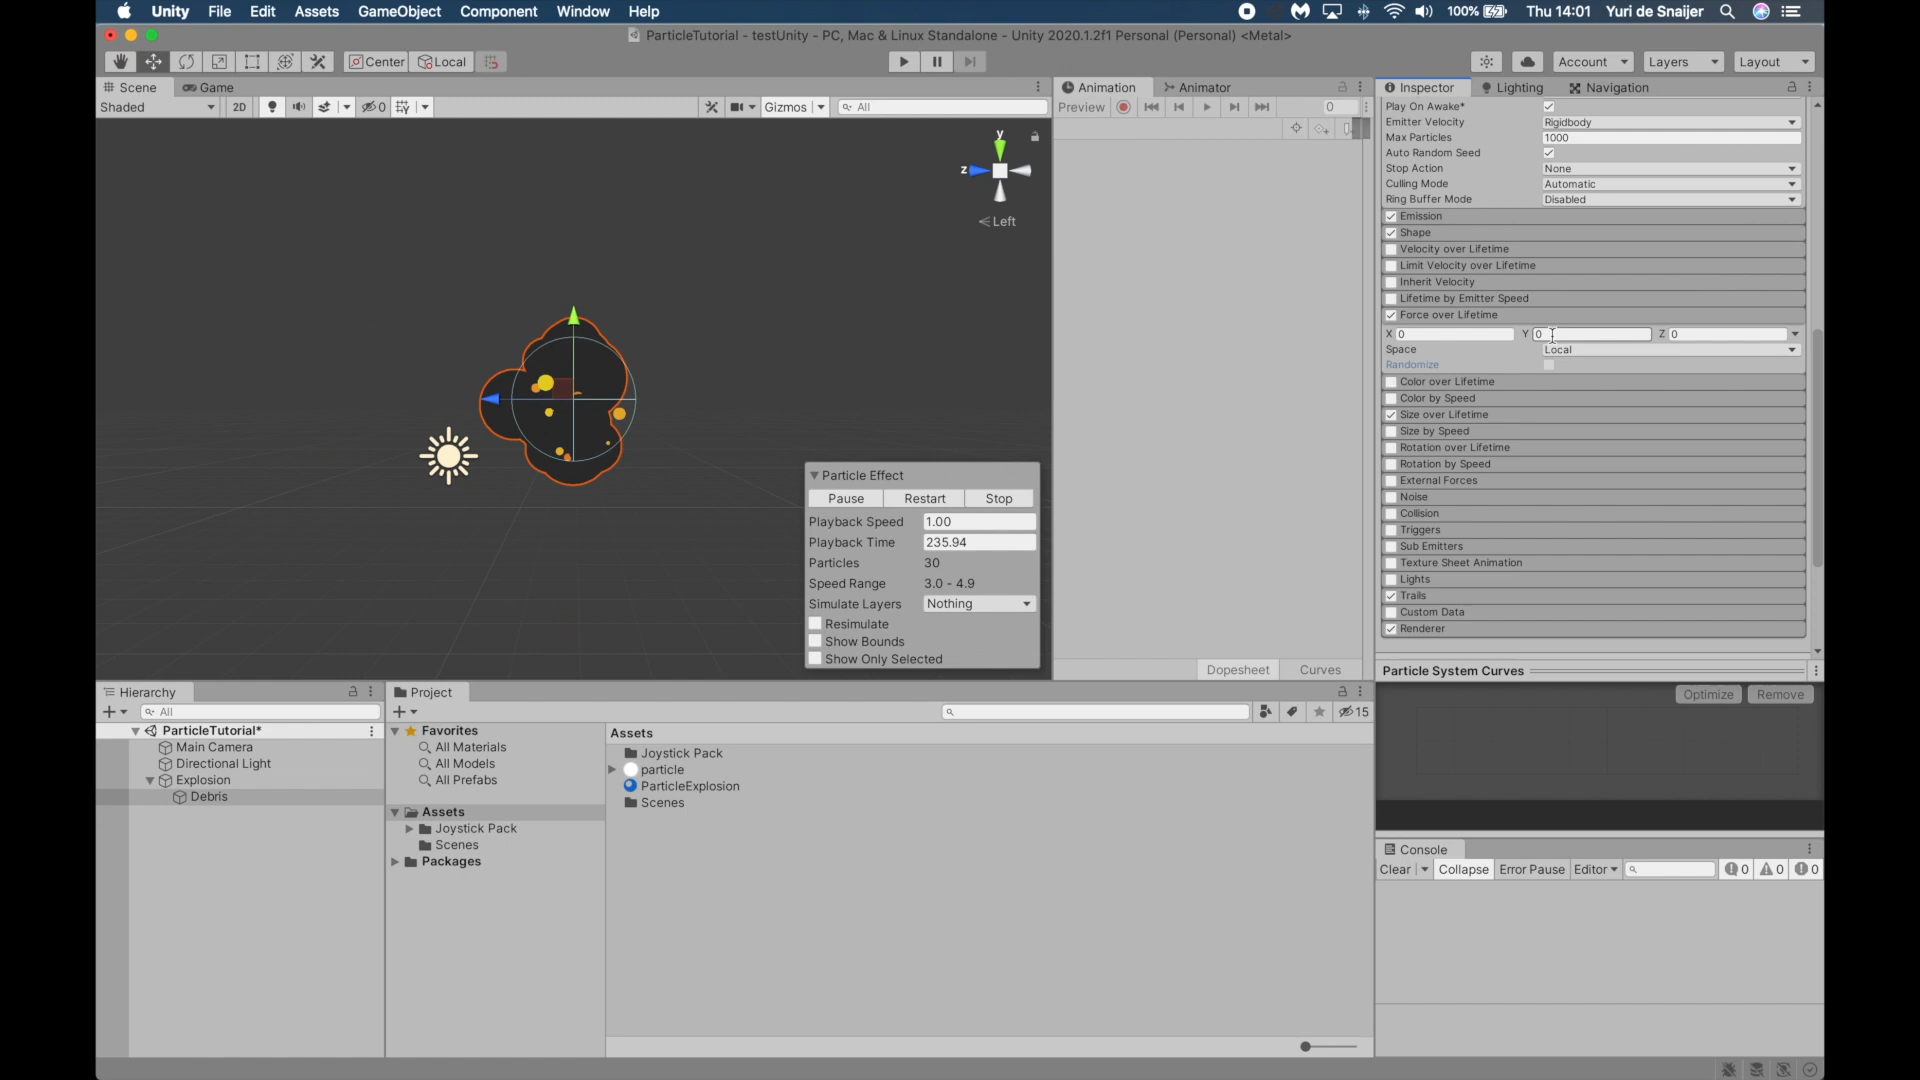 Unity File Edit Assets GameObject Component Window Help 100% Thu 14:01 Yuri de Snaijer
ParticleTutorial - testUnity - PC, Mac & Linux Standalone - Unity 2020.1.2f1 Personal (Personal) <Metal>
Center Local Account Layers Layout
Scene Game
Shaded 2D 0 Gizmos All
y
z
< Left
Particle Effect
Pause Restart Stop
Playback Speed 1.00
Playback Time 235.94
Particles 30
Speed Range 3.0 - 4.9
Simulate Layers Nothing
Resimulate
Show Bounds
Show Only Selected
Animation Animator
Preview 0
Dopesheet Curves
Inspector Lighting Navigation
Play On Awake*
Emitter Velocity Rigidbody
Max Particles 1000
Auto Random Seed
Stop Action None
Culling Mode Automatic
Ring Buffer Mode Disabled
Emission
Shape
Velocity over Lifetime
Limit Velocity over Lifetime
Inherit Velocity
Lifetime by Emitter Speed
Force over Lifetime
X 0 Y 0 Z 0
Space Local
Randomize
Color over Lifetime
Color by Speed
Size over Lifetime
Size by Speed
Rotation over Lifetime
Rotation by Speed
External Forces
Noise
Collision
Triggers
Sub Emitters
Texture Sheet Animation
Lights
Trails
Custom Data
Renderer
Particle System Curves
Optimize Remove
Hierarchy
All
ParticleTutorial*
Main Camera
Directional Light
Explosion
Debris
Project
15
Favorites
All Materials
All Models
All Prefabs
Assets
Joystick Pack
Scenes
Packages
Assets
Joystick Pack
particle
ParticleExplosion
Scenes
Console
Clear Collapse Error Pause Editor 0 0 0